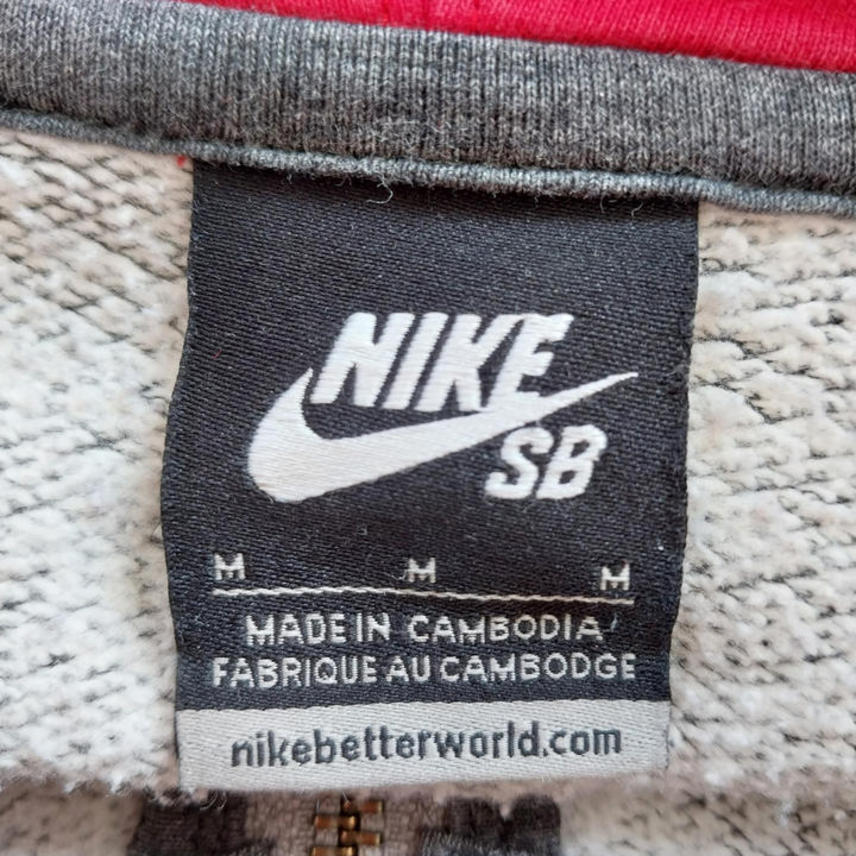 NIKE
SB
M M M
MADE IN CAMBODIA
FABRIQUE AU CAMBODGE
nikebetterworld.com